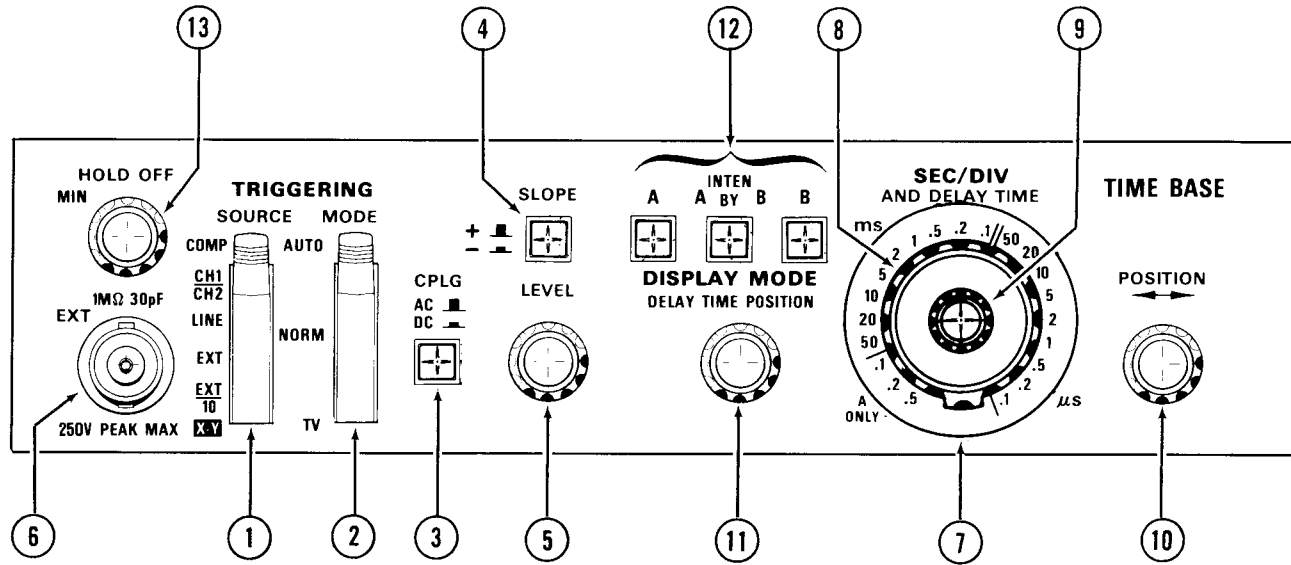 13
4
12
8
9
HOLD OFF
MIN
TRIGGERING
SOURCE
MODE
COMP
CH1
CH2
LINE
EXT
EXT
10
X-Y
AUTO
NORM
TV
1MΩ 30pF
EXT
250V PEAK MAX
CPLG
AC
DC
SLOPE
+
-
LEVEL
A
INTEN
A BY B
B
DISPLAY MODE
DELAY TIME POSITION
SEC/DIV
AND DELAY TIME
ms
.1
.2
.5
1
2
5
10
20
50
.1
.2
.5
A
ONLY
50
20
10
5
2
1
.5
.2
.1
µs
TIME BASE
POSITION
6
1
2
3
5
11
7
10